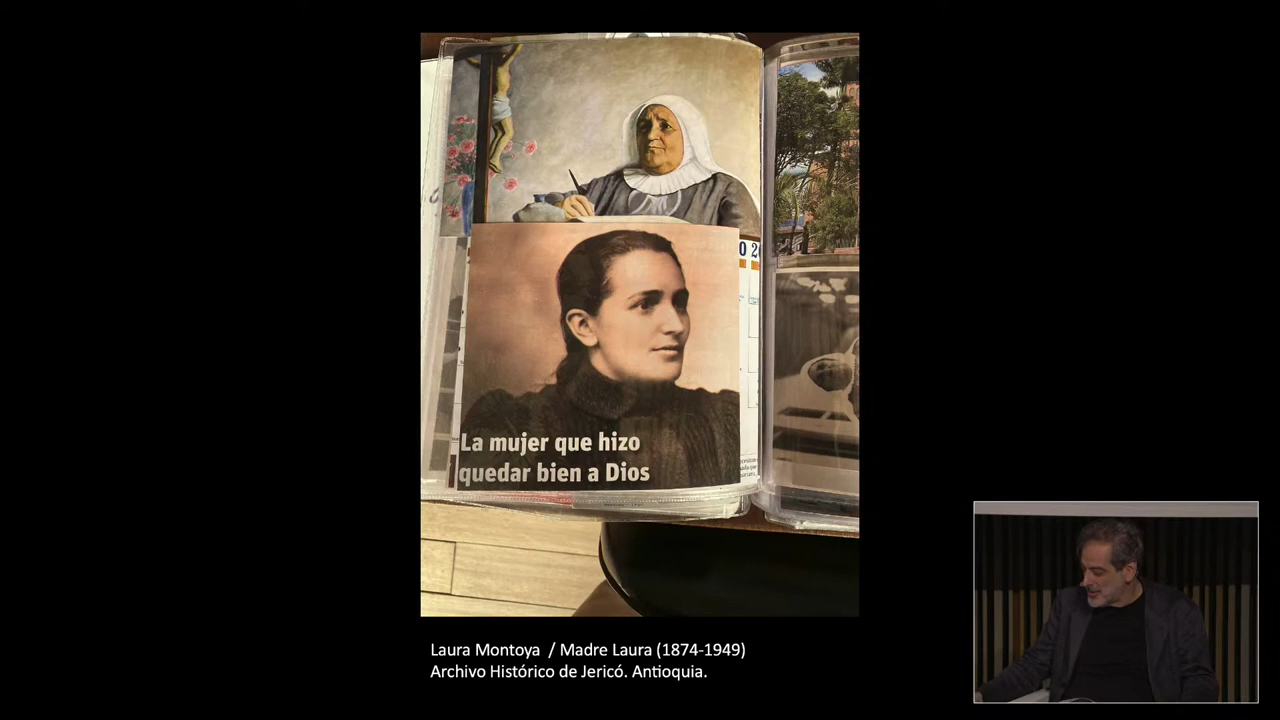 La mujer que hizo
quedar bien a Dios
Laura Montoya / Madre Laura (1874-1949)
Archivo Histórico de Jericó. Antioquia.